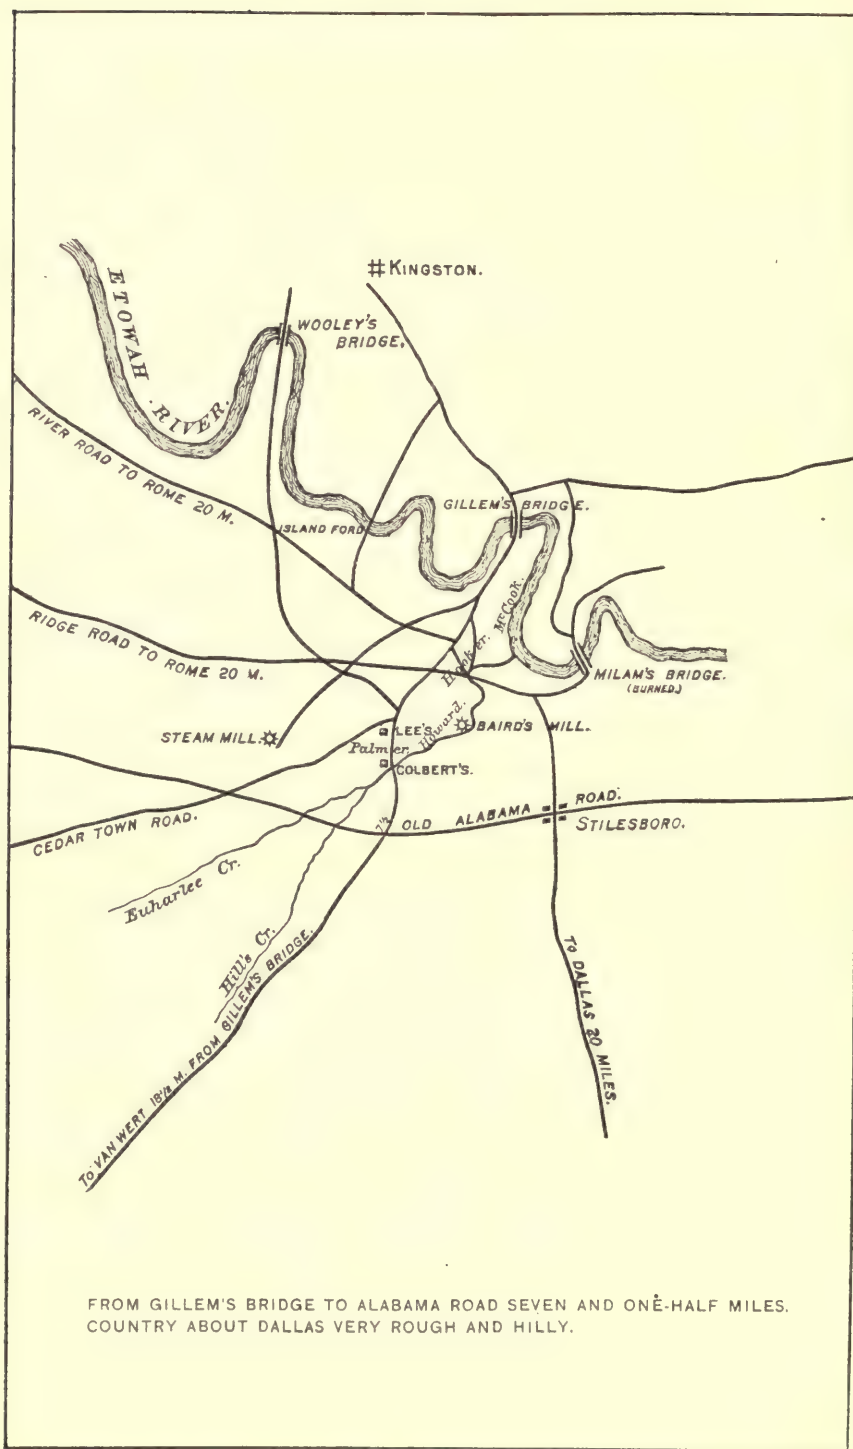 KINGSTON.
ETOWAH RIVER.
WOOLEY'S
BRIDGE.
RIVER ROAD TO ROME 20 M.
GILLEM'S BRIDGE.
ISLAND FORD
Hooker. McCook.
RIDGE ROAD TO ROME 20 M.
MILAM'S BRIDGE.
(BURNED.)
STEAM MILL.
LEE'S.
Howard.
BAIRD'S MILL.
Palmer.
COLBERT'S.
CEDAR TOWN ROAD.
7½
OLD ALABAMA ROAD.
STILESBORO.
Euharlee Cr.
Hill's Cr.
TO VAN WERT 18½ M. FROM GILLEM'S BRIDGE.
TO DALLAS 20 MILES.
FROM GILLEM'S BRIDGE TO ALABAMA ROAD SEVEN AND ONE-HALF MILES.
COUNTRY ABOUT DALLAS VERY ROUGH AND HILLY.